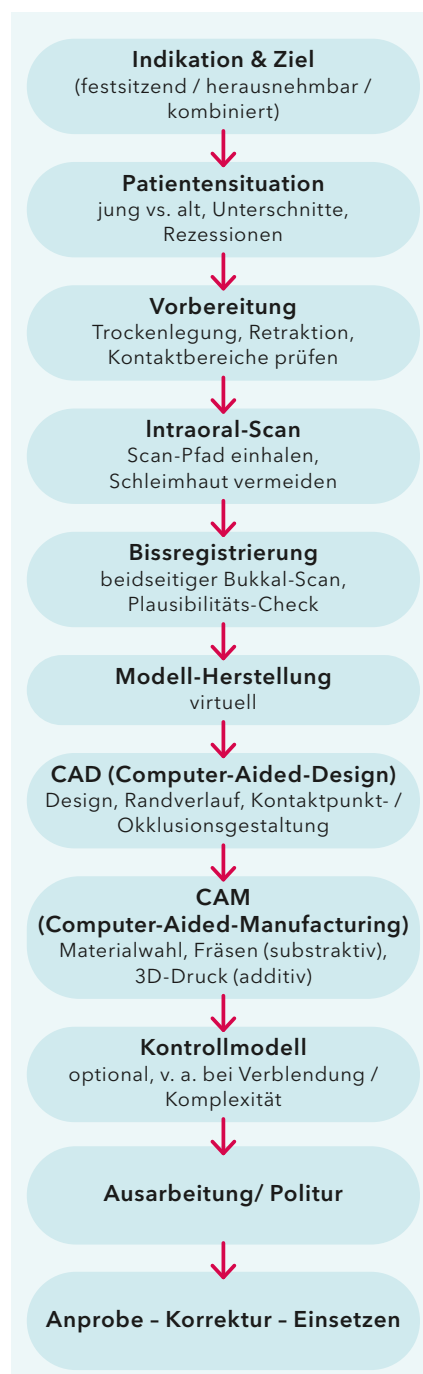 Indikation & Ziel
(festsitzend / herausnehmbar /
kombiniert)
Patientensituation
jung vs. alt, Unterschnitte,
Rezessionen
Vorbereitung
Trockenlegung, Retraktion,
Kontaktbereiche prüfen
Intraoral-Scan
Scan-Pfad einhalten,
Schleimhaut vermeiden
Bissregistrierung
beidseitiger Bukkal-Scan,
Plausibilitäts-Check
Modell-Herstellung
virtuell
CAD (Computer-Aided-Design)
Design, Randverlauf, Kontaktpunkt- /
Okklusionsgestaltung
CAM
(Computer-Aided-Manufacturing)
Materialwahl, Fräsen (substraktiv),
3D-Druck (additiv)
Kontrollmodell
optional, v. a. bei Verblendung /
Komplexität
Ausarbeitung/ Politur
Anprobe – Korrektur – Einsetzen